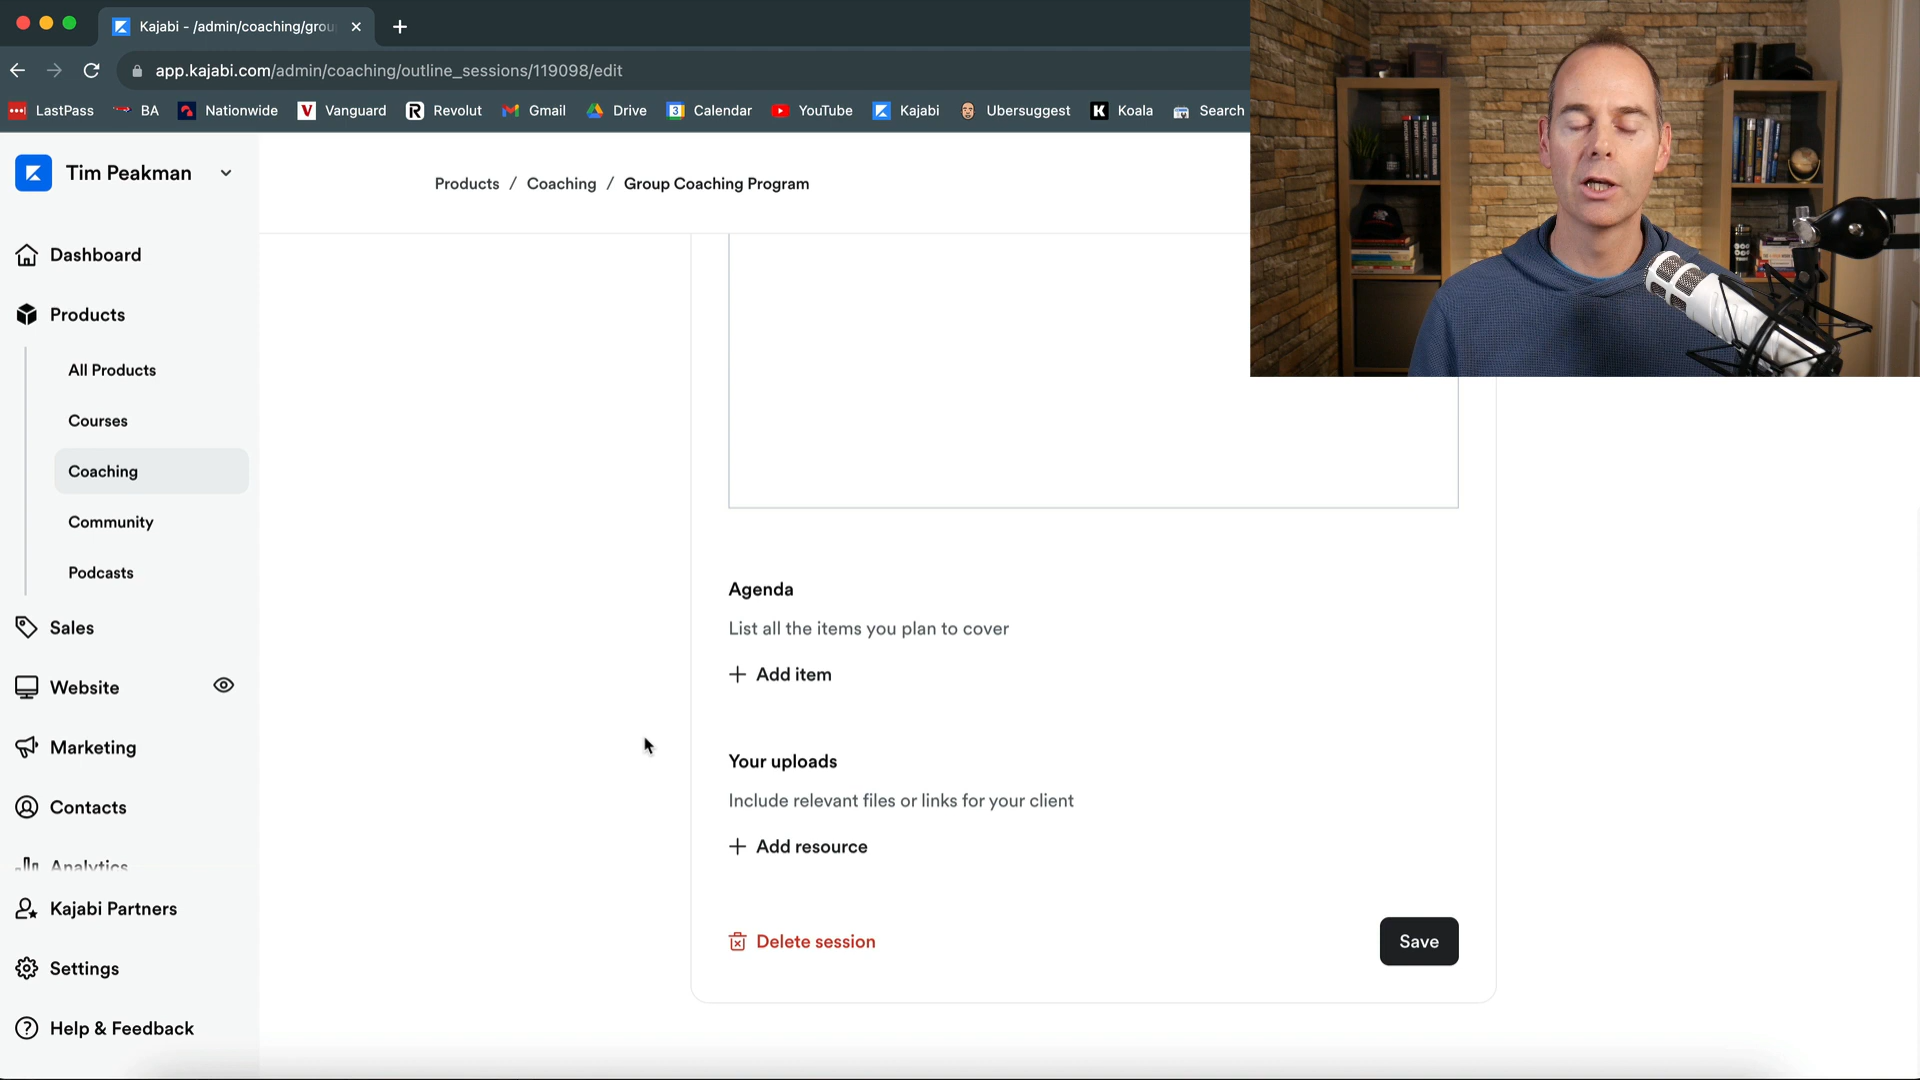 Kajabi - /admin/coaching/grou
app.kajabi.com/admin/coaching/outline_sessions/119098/edit
LastPass
BA
Nationwide
Vanguard
Revolut
Gmail
Drive
Calendar
YouTube
Kajabi
Ubersuggest
Koala
Search
Tim Peakman
Products / Coaching / Group Coaching Program
Dashboard
Products
All Products
Courses
Coaching
Community
Podcasts
Sales
Website
Marketing
Contacts
Analytics
Kajabi Partners
Settings
Help & Feedback
Agenda
List all the items you plan to cover
Add item
Your uploads
Include relevant files or links for your client
Add resource
Delete session
Save